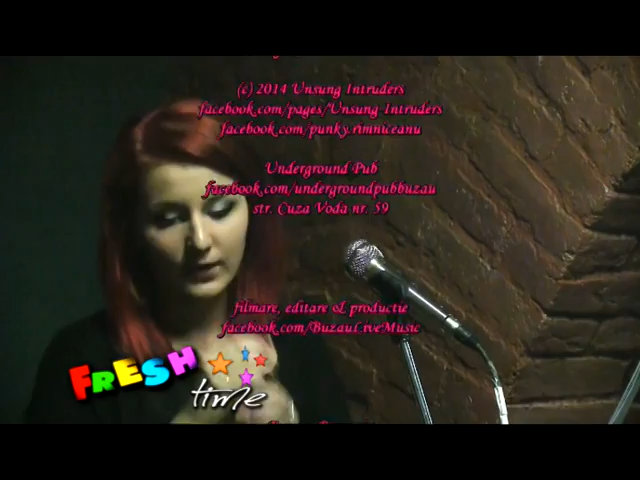 (c) 2014 Unsung Intruders
facebook.com/pages/Unsung-Intruders
facebook.com/punky.rimniceanu
Underground Pub
facebook.com/undergroundpubbuzau
str. Cuza Voda nr. 59
filmare, editare & productie
facebook.com/BuzauLiveMusic
FRESH
time